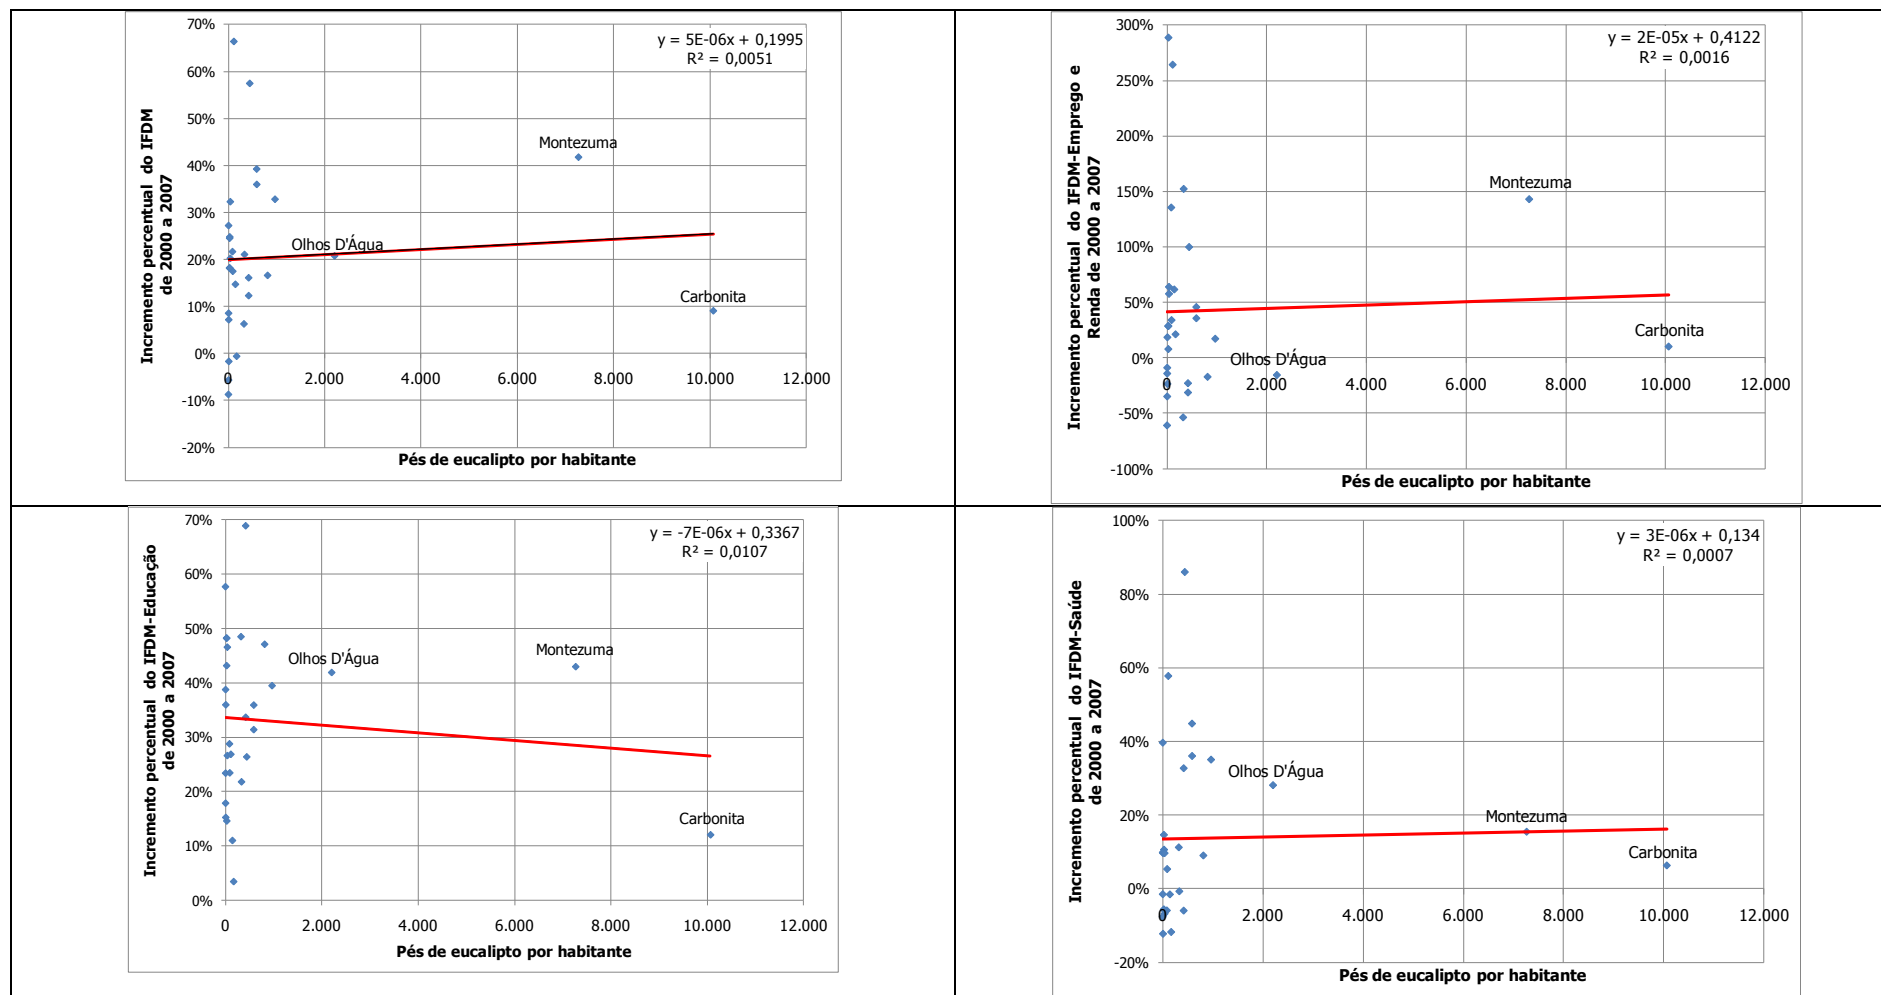 Incremento percentual do IFDM
de 2000 a 2007
70%
60%
50%
40%
30%
20%
10%
0%
-10%
-20%
y = 5E-06x + 0,1995
R² = 0,0051
Montezuma
Olhos D'Água
Carbonita
0
2.000
4.000
6.000
8.000
10.000
12.000
Pés de eucalipto por habitante
Incremento percentual do IFDM-Emprego e
Renda de 2000 a 2007
300%
250%
200%
150%
100%
50%
0%
-50%
-100%
y = 2E-05x + 0,4122
R² = 0,0016
Montezuma
Carbonita
Olhos D'Água
0
2.000
4.000
6.000
8.000
10.000
12.000
Pés de eucalipto por habitante
Incremento percentual do IFDM-Educação
de 2000 a 2007
70%
60%
50%
40%
30%
20%
10%
0%
y = -7E-06x + 0,3367
R² = 0,0107
Olhos D'Água
Montezuma
Carbonita
0
2.000
4.000
6.000
8.000
10.000
12.000
Pés de eucalipto por habitante
Incremento percentual do IFDM-Saúde
de 2000 a 2007
100%
80%
60%
40%
20%
0%
-20%
y = 3E-06x + 0,134
R² = 0,0007
Olhos D'Água
Montezuma
Carbonita
0
2.000
4.000
6.000
8.000
10.000
12.000
Pés de eucalipto por habitante